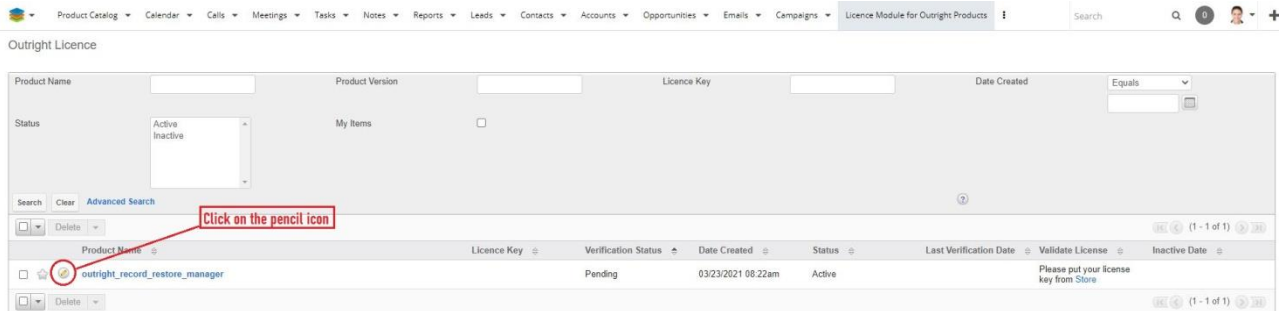 Product Catalog Calendar Calls Meetings Tasks Notes Reports Leads Contacts Accounts Opportunities Emails Campaigns Licence Module for Outright Products Search 0
Outright Licence
Product Name Product Version Licence Key Date Created Equals
Status Active My Items
Inactive
Search Clear Advanced Search ?
Click on the pencil icon
Delete (1 - 1 of 1)
Product Name Licence Key Verification Status Date Created Status Last Verification Date Validate License Inactive Date
outright_record_restore_manager Pending 03/23/2021 08:22am Active Please put your license
key from Store
Delete (1 - 1 of 1)